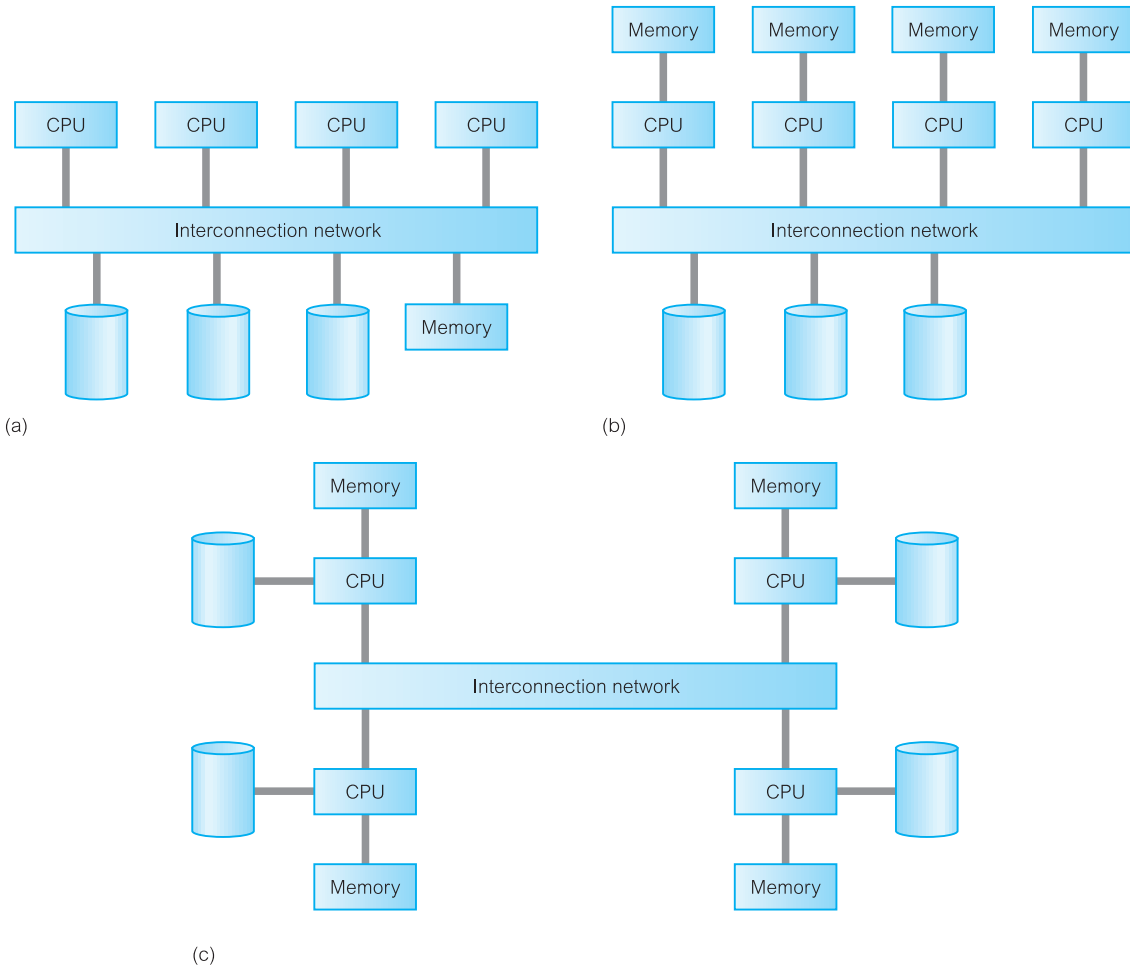 CPU CPU CPU CPU
Interconnection network
Memory
(a)
Memory Memory Memory Memory
CPU CPU CPU CPU
Interconnection network
(b)
Memory Memory
CPU CPU
Interconnection network
CPU CPU
Memory Memory
(c)